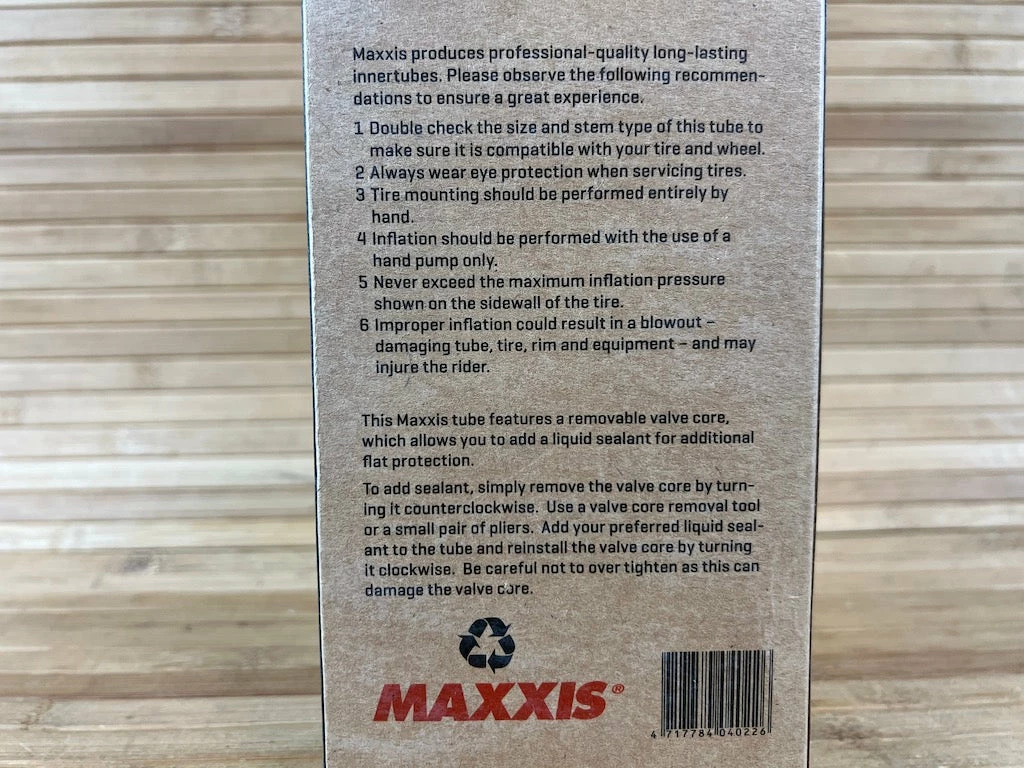 Maxxis produces professional-quality long-lasting
innertubes. Please observe the following recommen-
dations to ensure a great experience.
1 Double check the size and stem type of this tube to
make sure it is compatible with your tire and wheel.
2 Always wear eye protection when servicing tires.
3 Tire mounting should be performed entirely by
hand.
4 Inflation should be performed with the use of a
hand pump only.
5 Never exceed the maximum inflation pressure
shown on the sidewall of the tire.
6 Improper inflation could result in a blowout –
damaging tube, tire, rim and equipment – and may
injure the rider.
This Maxxis tube features a removable valve core,
which allows you to add a liquid sealant for additional
flat protection.
To add sealant, simply remove the valve core by turn-
ing it counterclockwise. Use a valve core removal tool
or a small pair of pliers. Add your preferred liquid seal-
ant to the tube and reinstall the valve core by turning
it clockwise. Be careful not to over tighten as this can
damage the valve core.
MAXXIS®
4 717784 040226